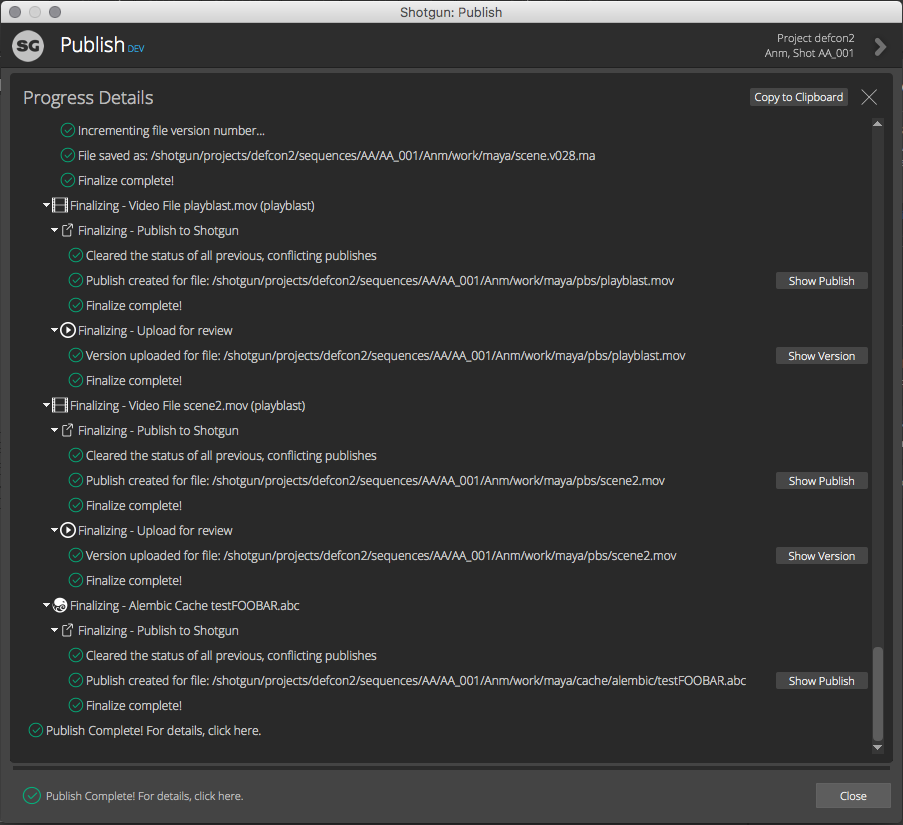 Shotgun: Publish
SG
Publish DEV
Project defcon2
Anm, Shot AA_001
Progress Details
Copy to Clipboard
Incrementing file version number...
File saved as: /shotgun/projects/defcon2/sequences/AA/AA_001/Anm/work/maya/scene.v028.ma
Finalize complete!
Finalizing - Video File playblast.mov (playblast)
Finalizing - Publish to Shotgun
Cleared the status of all previous, conflicting publishes
Publish created for file: /shotgun/projects/defcon2/sequences/AA/AA_001/Anm/work/maya/pbs/playblast.mov Show Publish
Finalize complete!
Finalizing - Upload for review
Version uploaded for file: /shotgun/projects/defcon2/sequences/AA/AA_001/Anm/work/maya/pbs/playblast.mov Show Version
Finalize complete!
Finalizing - Video File scene2.mov (playblast)
Finalizing - Publish to Shotgun
Cleared the status of all previous, conflicting publishes
Publish created for file: /shotgun/projects/defcon2/sequences/AA/AA_001/Anm/work/maya/pbs/scene2.mov Show Publish
Finalize complete!
Finalizing - Upload for review
Version uploaded for file: /shotgun/projects/defcon2/sequences/AA/AA_001/Anm/work/maya/pbs/scene2.mov Show Version
Finalize complete!
Finalizing - Alembic Cache testFOOBAR.abc
Finalizing - Publish to Shotgun
Cleared the status of all previous, conflicting publishes
Publish created for file: /shotgun/projects/defcon2/sequences/AA/AA_001/Anm/work/maya/cache/alembic/testFOOBAR.abc Show Publish
Finalize complete!
Publish Complete! For details, click here.
Publish Complete! For details, click here.
Close